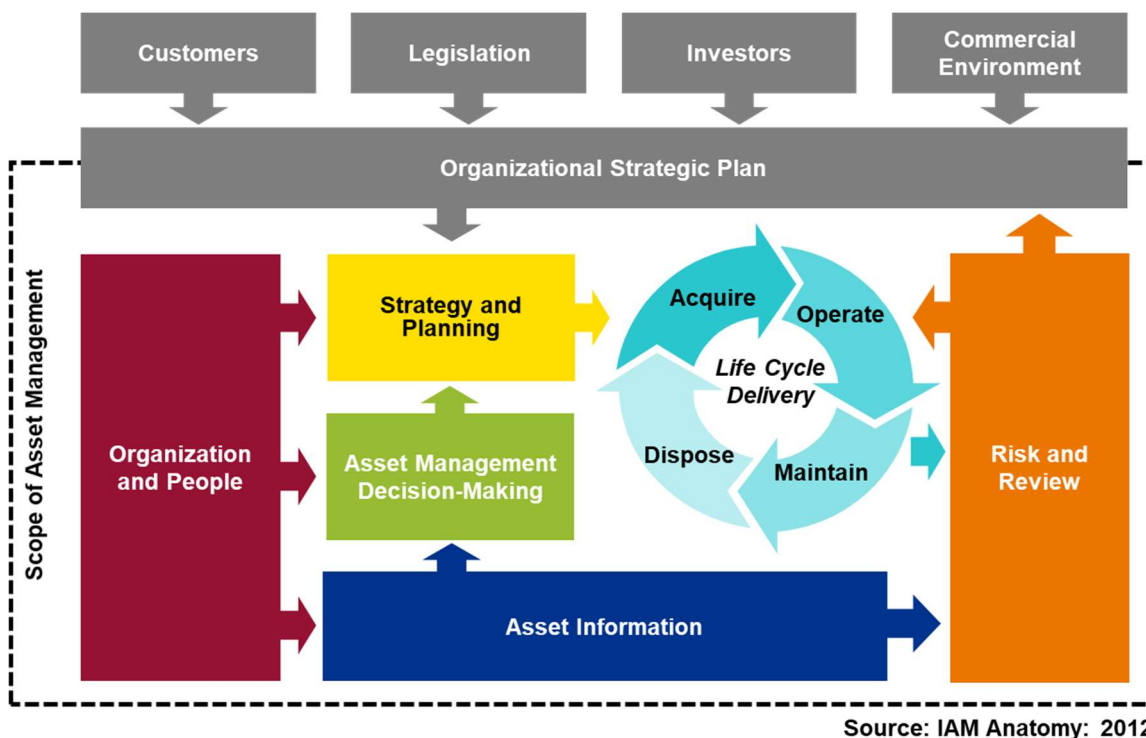 Customers
Legislation
Investors
Commercial
Environment
Organizational Strategic Plan
Scope of Asset Management
Organization
and People
Strategy and
Planning
Asset Management
Decision-Making
Asset Information
Acquire
Operate
Life Cycle
Delivery
Dispose
Maintain
Risk and
Review
Source: IAM Anatomy: 2012